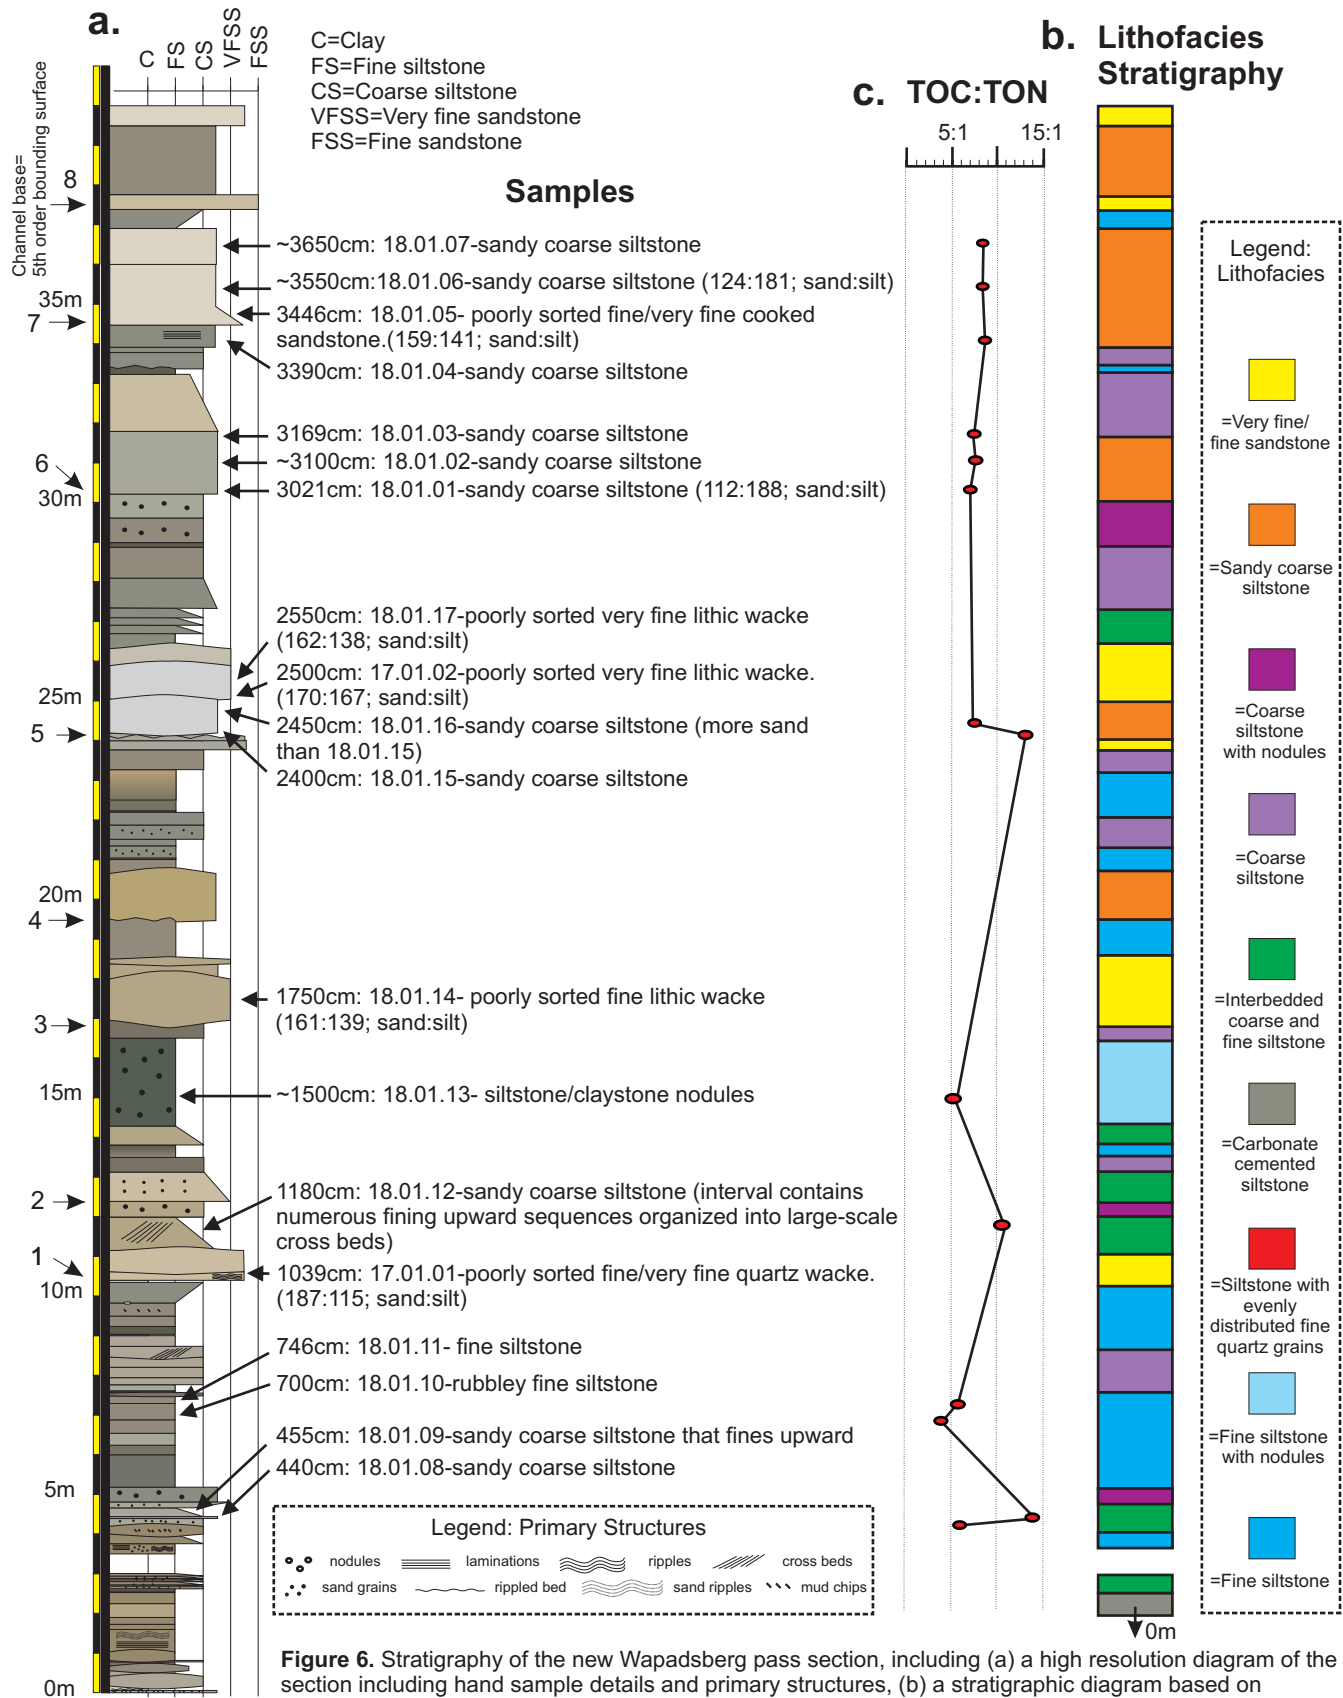 a.
C
FS
CS
VFSS
FSS
C=Clay
FS=Fine siltstone
CS=Coarse siltstone
VFSS=Very fine sandstone
FSS=Fine sandstone
Channel base=
5th order bounding surface
8
35m
7
6
30m
25m
5
20m
4
3
15m
2
1
10m
5m
0m
Samples
~3650cm: 18.01.07-sandy coarse siltstone
~3550cm:18.01.06-sandy coarse siltstone (124:181; sand:silt)
3446cm: 18.01.05- poorly sorted fine/very fine cooked
sandstone.(159:141; sand:silt)
3390cm: 18.01.04-sandy coarse siltstone
3169cm: 18.01.03-sandy coarse siltstone
~3100cm: 18.01.02-sandy coarse siltstone
3021cm: 18.01.01-sandy coarse siltstone (112:188; sand:silt)
2550cm: 18.01.17-poorly sorted very fine lithic wacke
(162:138; sand:silt)
2500cm: 17.01.02-poorly sorted very fine lithic wacke.
(170:167; sand:silt)
2450cm: 18.01.16-sandy coarse siltstone (more sand
than 18.01.15)
2400cm: 18.01.15-sandy coarse siltstone
1750cm: 18.01.14- poorly sorted fine lithic wacke
(161:139; sand:silt)
~1500cm: 18.01.13- siltstone/claystone nodules
1180cm: 18.01.12-sandy coarse siltstone (interval contains
numerous fining upward sequences organized into large-scale
cross beds)
1039cm: 17.01.01-poorly sorted fine/very fine quartz wacke.
(187:115; sand:silt)
746cm: 18.01.11- fine siltstone
700cm: 18.01.10-rubbley fine siltstone
455cm: 18.01.09-sandy coarse siltstone that fines upward
440cm: 18.01.08-sandy coarse siltstone
Legend: Primary Structures
nodules
laminations
ripples
cross beds
sand grains
rippled bed
sand ripples
mud chips
c. TOC:TON
5:1
15:1
b. Lithofacies
Stratigraphy
0m
Legend:
Lithofacies
=Very fine/
fine sandstone
=Sandy coarse
siltstone
=Coarse
siltstone
with nodules
=Coarse
siltstone
=Interbedded
coarse and
fine siltstone
=Carbonate
cemented
siltstone
=Siltstone with
evenly
distributed fine
quartz grains
=Fine siltstone
with nodules
=Fine siltstone
Figure 6. Stratigraphy of the new Wapadsberg pass section, including (a) a high resolution diagram of the
section including hand sample details and primary structures, (b) a stratigraphic diagram based on